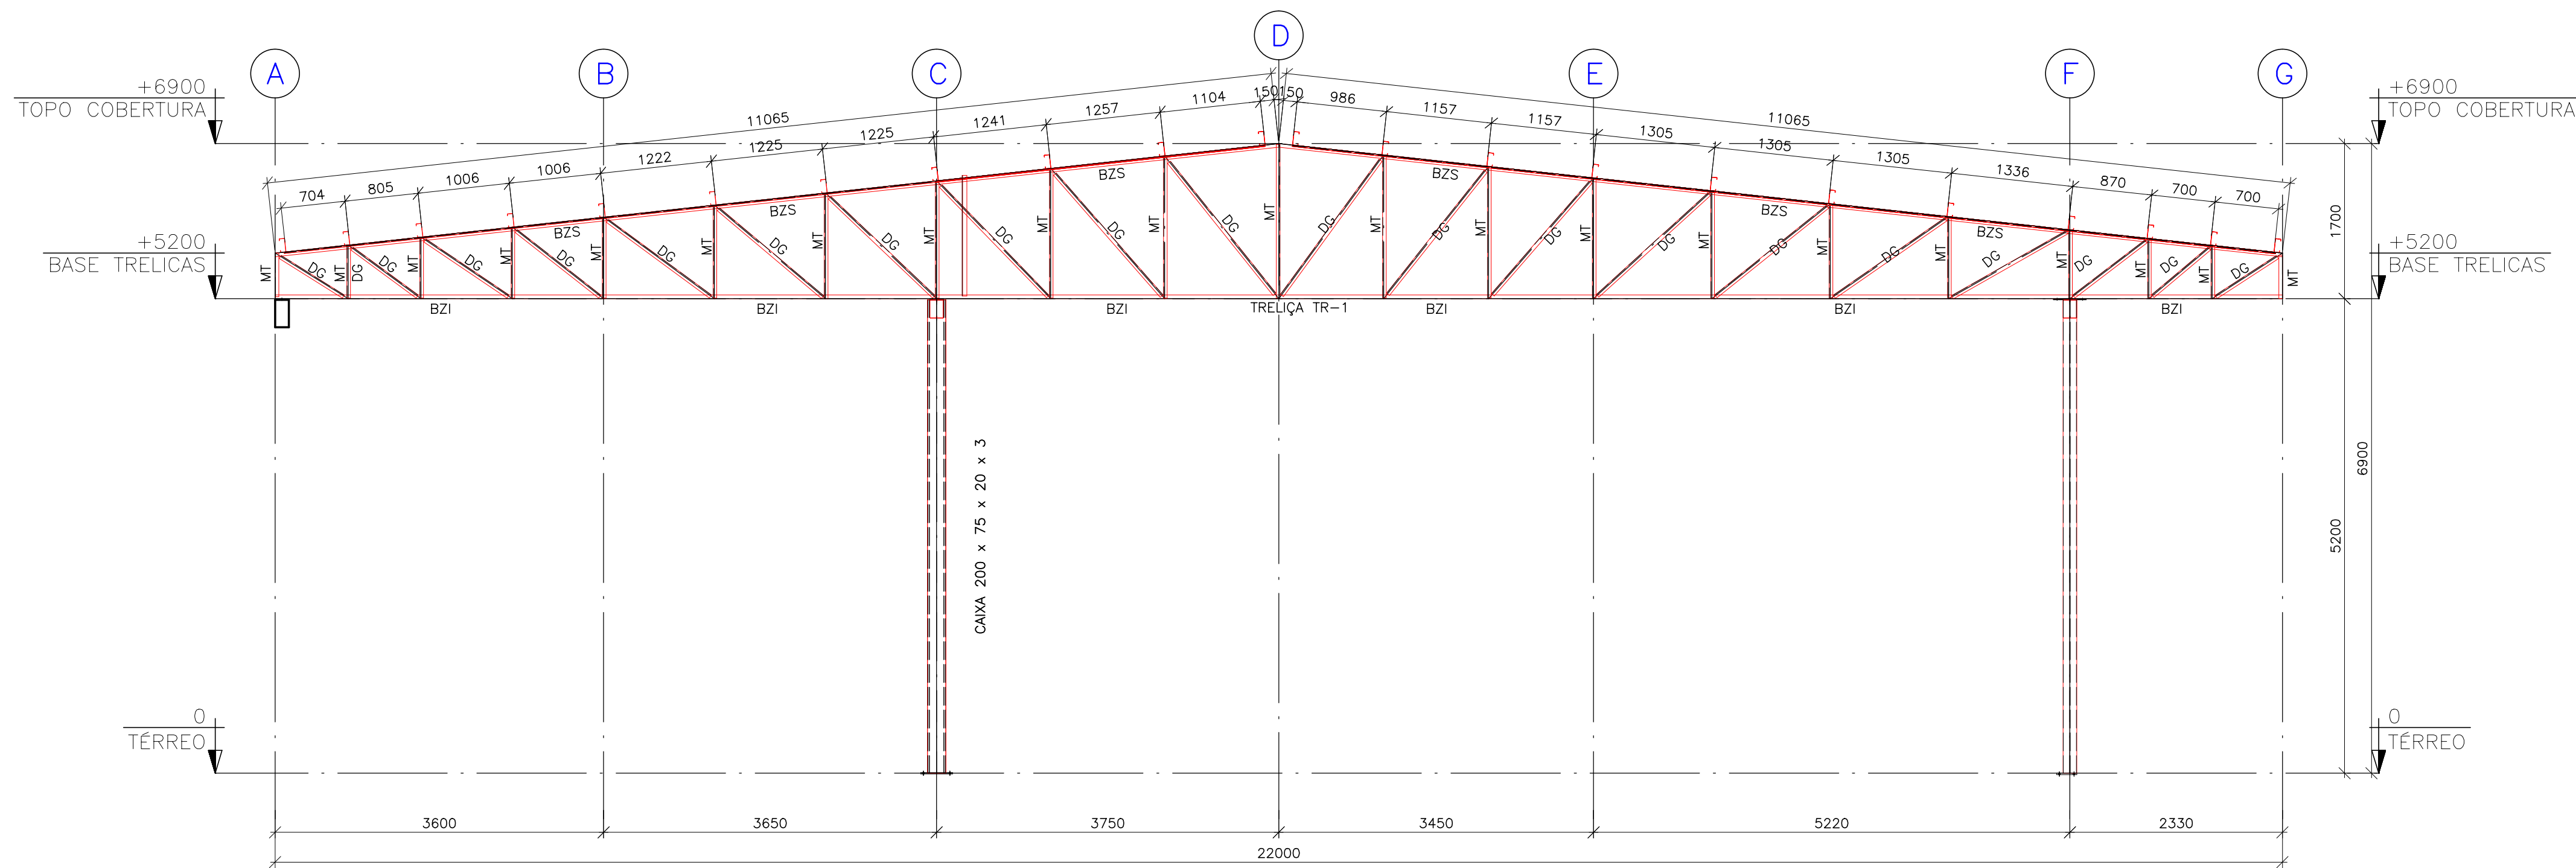 A
B
C
D
E
F
G
+6900
TOPO COBERTURA
+6900
TOPO COBERTURA
11065
11065
704
805
1006
1006
1222
1225
1225
1241
1257
1104
150
150
986
1157
1157
1305
1305
1305
1336
870
700
700
+5200
BASE TRELICAS
+5200
BASE TRELICAS
BZS
BZS
BZS
BZS
BZS
BZS
MT
DG
MT
DG
DG
MT
DG
MT
DG
MT
DG
MT
DG
MT
DG
MT
DG
MT
DG
MT
DG
MT
DG
MT
DG
MT
DG
MT
DG
MT
DG
MT
DG
MT
DG
MT
DG
MT
DG
MT
DG
MT
BZI
BZI
BZI
TRELIÇA TR-1
BZI
BZI
BZI
1700
5200
6900
CAIXA 200 x 75 x 20 x 3
0
TÉRREO
0
TÉRREO
3600
3650
3750
3450
5220
2330
22000